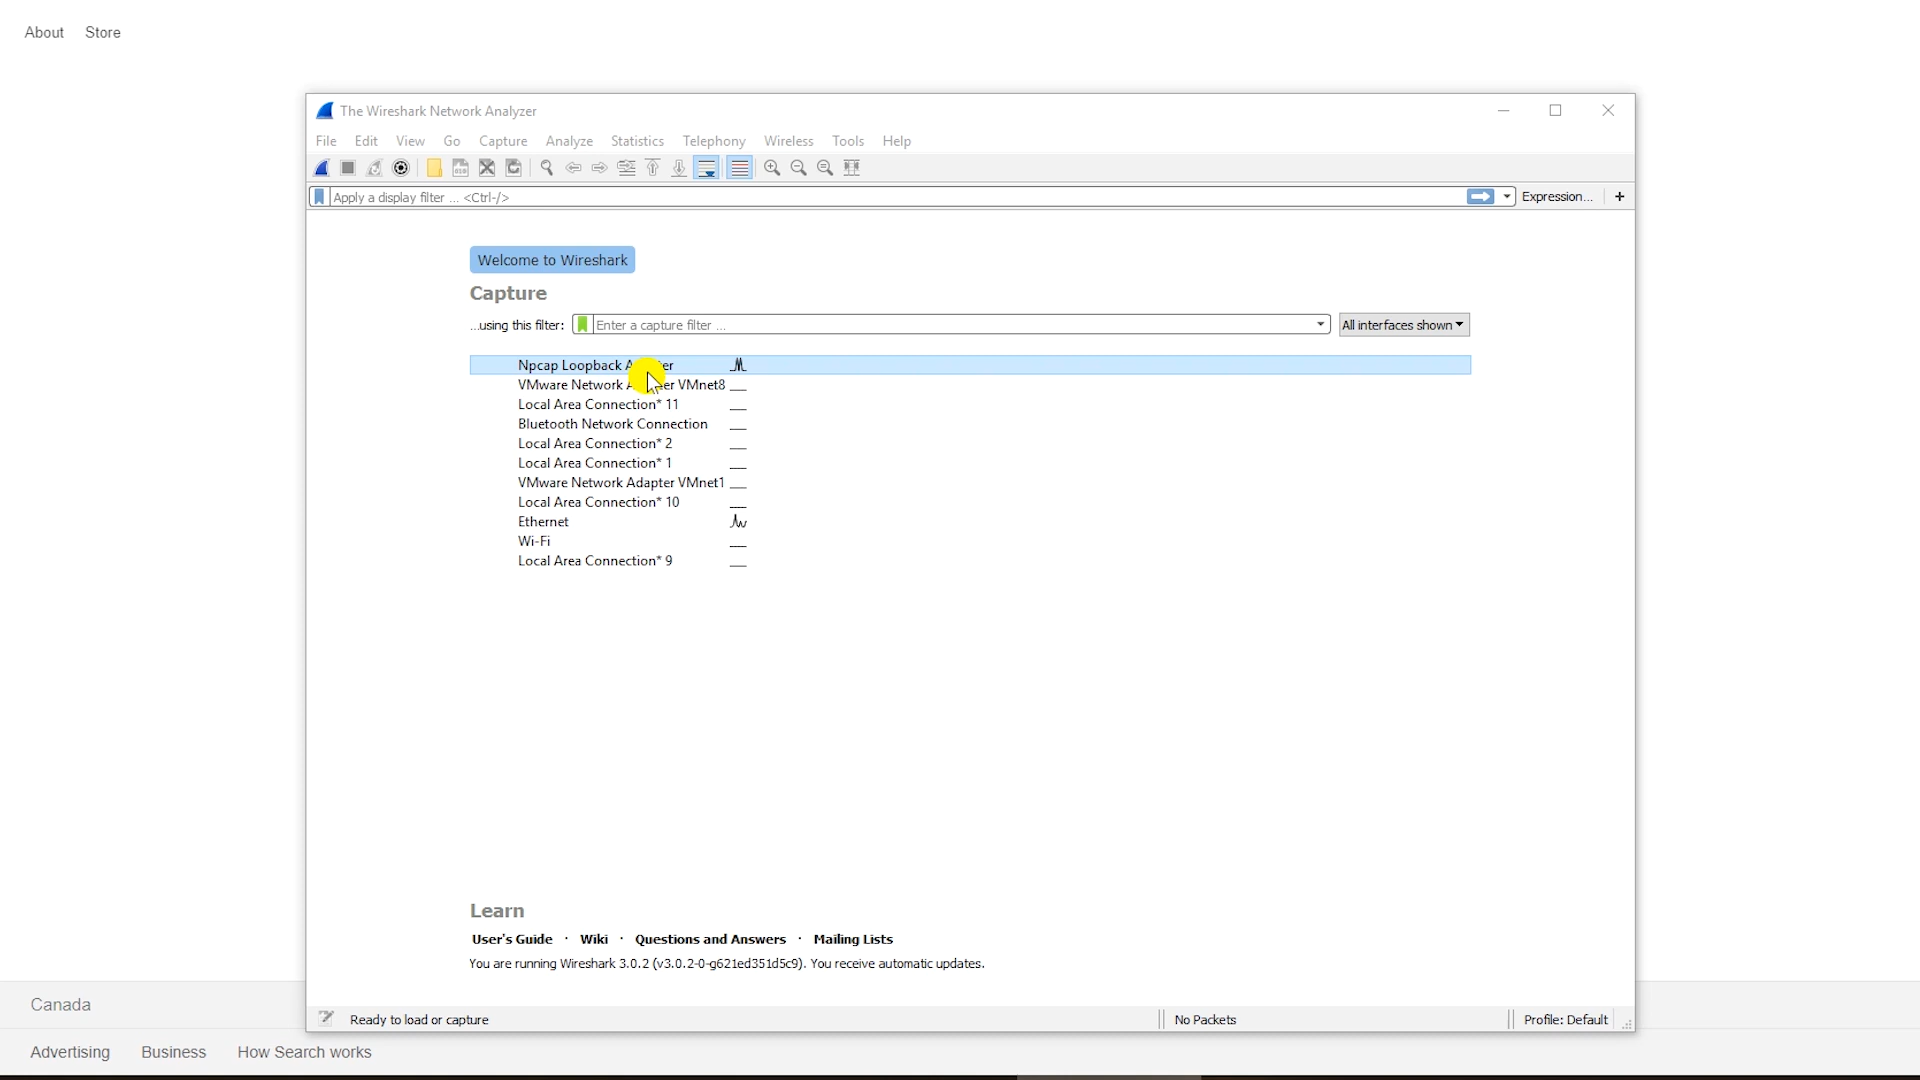 About Store
The Wireshark Network Analyzer
File Edit View Go Capture Analyze Statistics Telephony Wireless Tools Help
Apply a display filter ... <Ctrl-/> Expression... +
Welcome to Wireshark
Capture
...using this filter: Enter a capture filter ... All interfaces shown
Npcap Loopback
VMware Network VMnet8
Local Area Connection* 11
Bluetooth Network Connection
Local Area Connection* 2
Local Area Connection* 1
VMware Network Adapter VMnet1
Local Area Connection* 10
Ethernet
Wi-Fi
Local Area Connection* 9
Learn
User's Guide · Wiki · Questions and Answers · Mailing Lists
You are running Wireshark 3.0.2 (v3.0.2-0-g621ed351d5c9). You receive automatic updates.
Canada
Ready to load or capture No Packets Profile: Default
Advertising Business How Search works